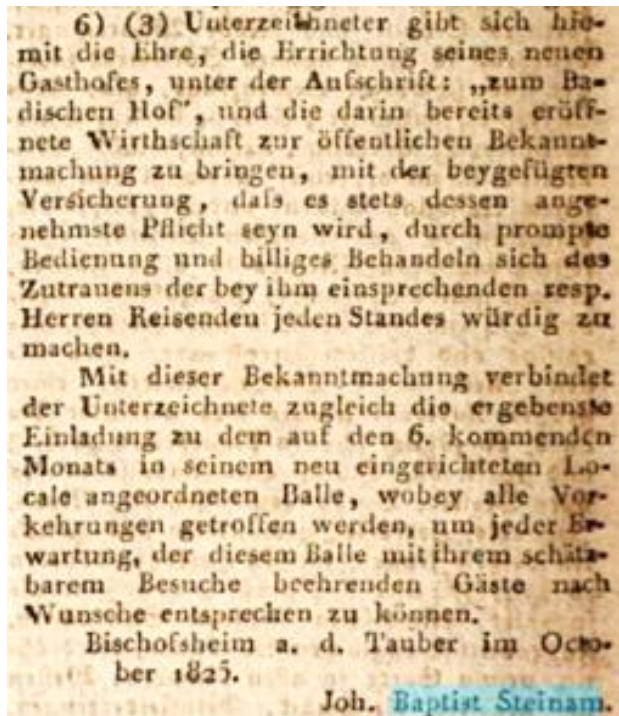 6) (3) Unterzeichneter gibt sich hie-
mit die Ehre, die Errichtung seines neuen
Gasthofes, unter der Aufschrift: „zum Ba-
dischen Hof", und die darin bereits eröff-
nete Wirthschaft zur öffentlichen Bekannt-
machung zu bringen, mit der beygefügten
Versicherung, daſs es stets dessen ange-
nehmste Pflicht seyn wird, durch prompte
Bedienung und billiges Behandeln sich des
Zutrauens der bey ihm einsprechenden resp.
Herren Reisenden jeden Standes würdig zu
machen.
Mit dieser Bekanntmachung verbindet
der Unterzeichnete zugleich die ergebenste
Einladung zu dem auf den 6. kommenden
Monats in seinem neu eingerichteten Lo-
cale angeordneten Balle, wobey alle Vor-
kehrungen getroffen werden, um jeder Er-
wartung, der diesem Balle mit ihrem schätz-
barem Besuche beehrenden Gäste nach
Wunsche entsprechen zu können.
Bischofsheim a. d. Tauber im Octo-
ber 1825.
Joh. Baptist Steinam.